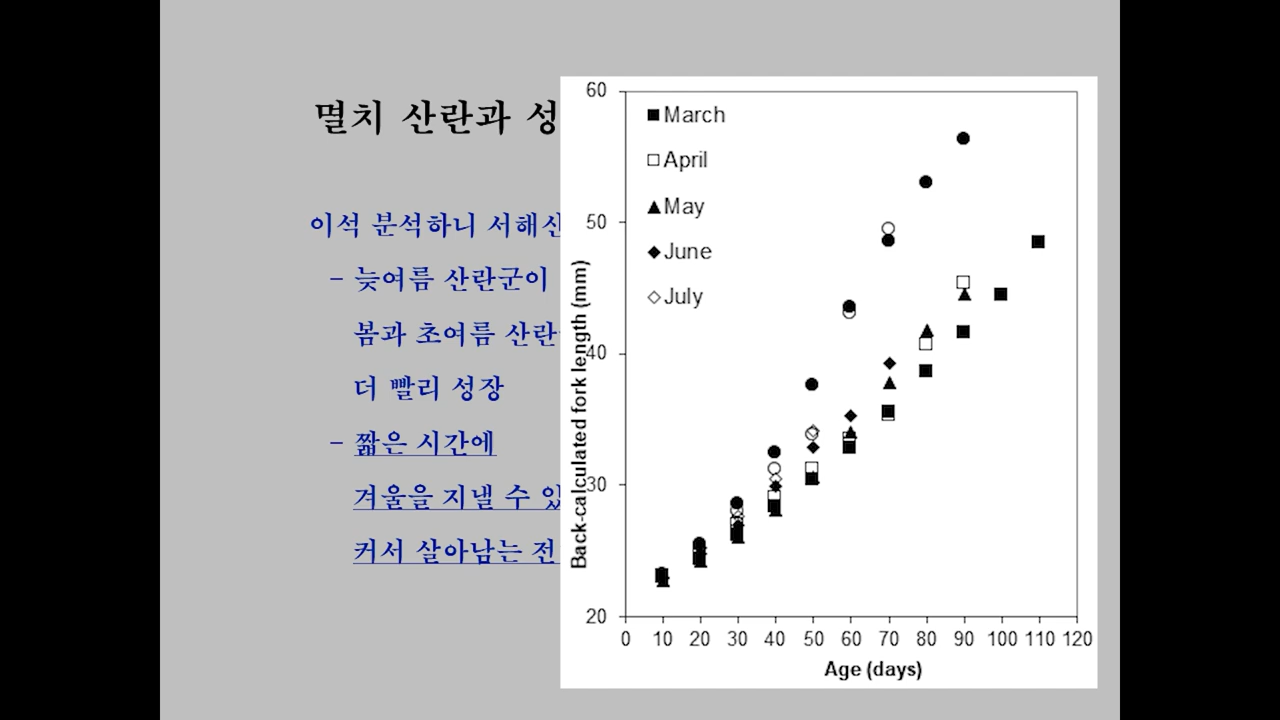 멸치 산란과 성
이석 분석하니 서해산
- 늦여름 산란군이
봄과 초여름 산란
더 빨리 성장
- 짧은 시간에
겨울을 지낼 수 있
커서 살아남는 전
60
50
40
30
20
March
April
May
June
July
Back-calculated fork length (mm)
0 10 20 30 40 50 60 70 80 90 100 110 120
Age (days)